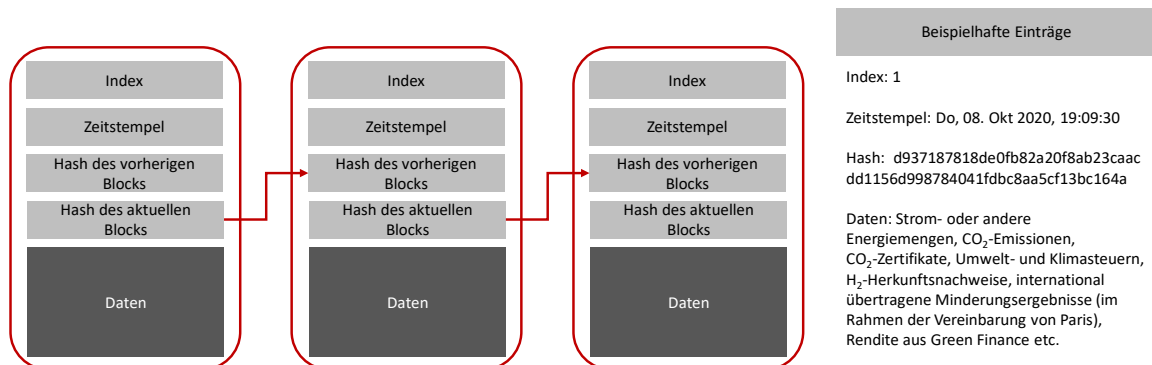 Index
Zeitstempel
Hash des vorherigen
Blocks
Hash des aktuellen
Blocks
Daten
Index
Zeitstempel
Hash des vorherigen
Blocks
Hash des aktuellen
Blocks
Daten
Index
Zeitstempel
Hash des vorherigen
Blocks
Hash des aktuellen
Blocks
Daten
Beispielhafte Einträge
Index: 1
Zeitstempel: Do, 08. Okt 2020, 19:09:30
Hash: d937187818de0fb82a20f8ab23caac
dd1156d998784041fdbc8aa5cf13bc164a
Daten: Strom- oder andere
Energiemengen, CO₂-Emissionen,
CO₂-Zertifikate, Umwelt- und Klimasteuern,
H₂-Herkunftsnachweise, international
übertragene Minderungsergebnisse (im
Rahmen der Vereinbarung von Paris),
Rendite aus Green Finance etc.